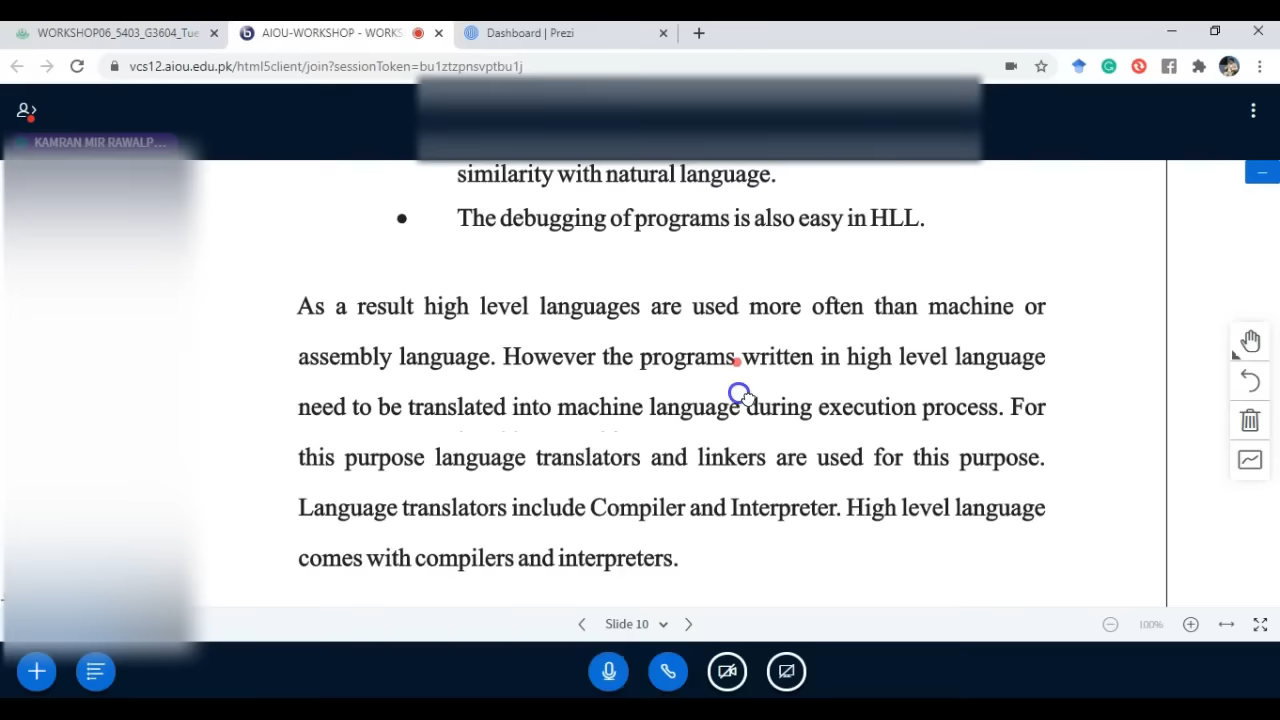 WORKSHOP06_5403_G3604_Tue
AIOU-WORKSHOP - WORKS
Dashboard | Prezi
vcs12.aiou.edu.pk/html5client/join?sessionToken=bu1ztzpnsvptbu1j
KAMRAN MIR RAWALP...
similarity with natural language.
• The debugging of programs is also easy in HLL.
As a result high level languages are used more often than machine or
assembly language. However the programs written in high level language
need to be translated into machine language during execution process. For
this purpose language translators and linkers are used for this purpose.
Language translators include Compiler and Interpreter. High level language
comes with compilers and interpreters.
Slide 10
100%